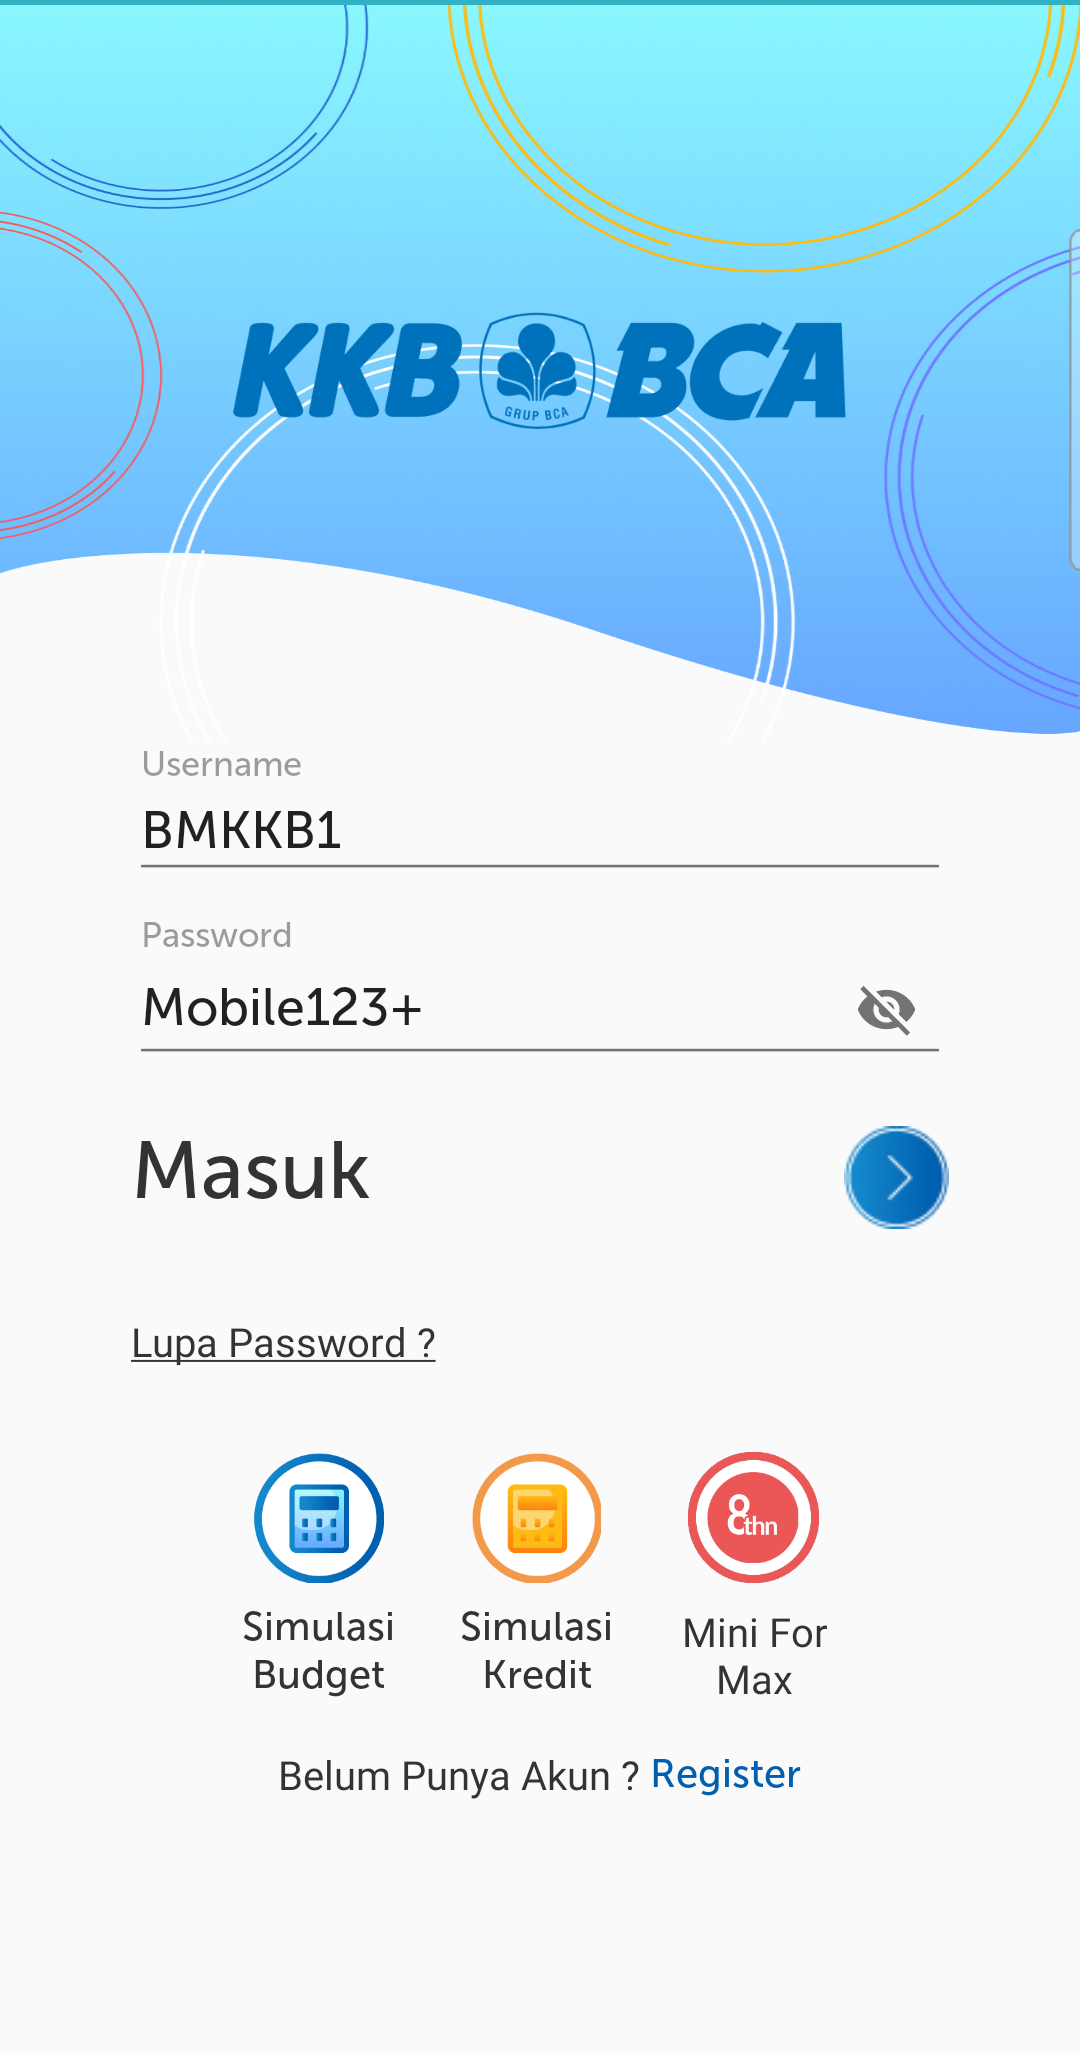 KKB GRUP BCA BCA
Username
BMKKB1
Password
Mobile123+
Masuk
Lupa Password ?
8thn
Simulasi
Budget
Simulasi
Kredit
Mini For
Max
Belum Punya Akun ? Register